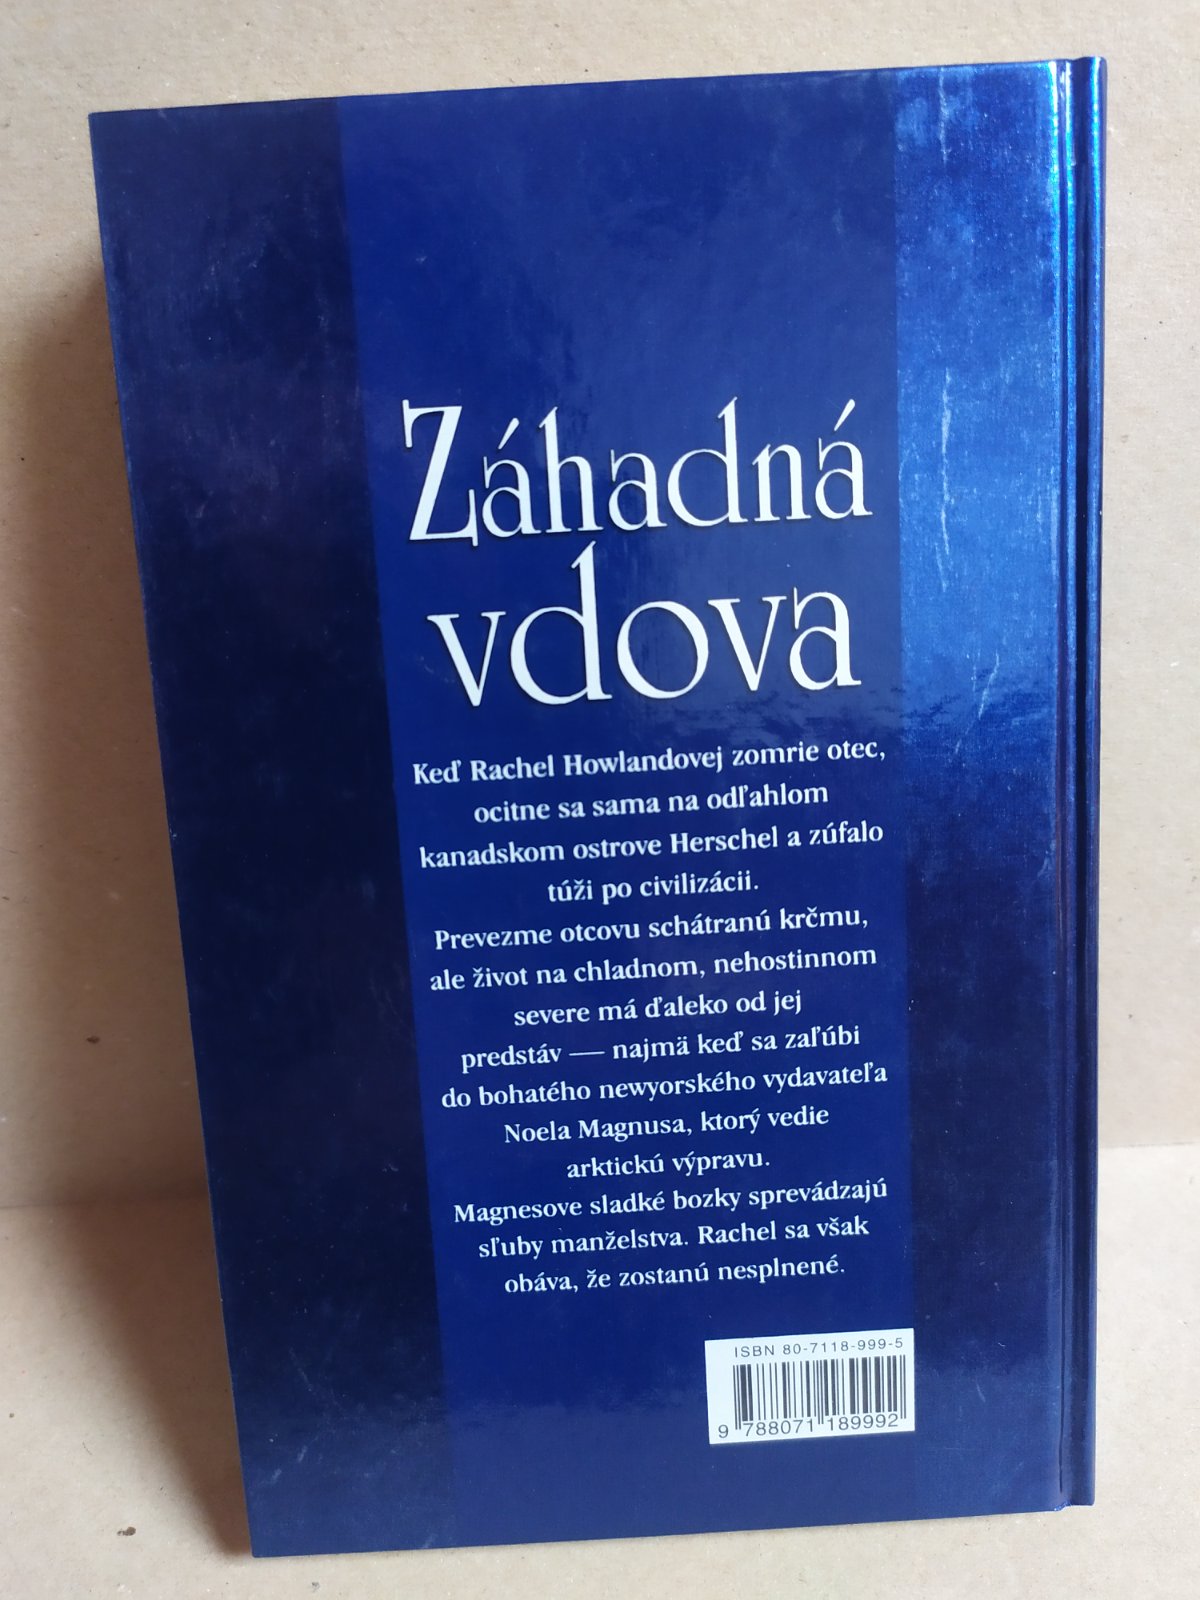 Záhadná
vdova
Keď Rachel Howlandovej zomrie otec,
ocitne sa sama na odľahlom
kanadskom ostrove Herschel a zúfalo
túži po civilizácii.
Prevezme otcovu schátranú krčmu,
ale život na chladnom, nehostinnom
severe má ďaleko od jej
predstáv — najmä keď sa zaľúbi
do bohatého newyorského vydavateľa
Noela Magnusa, ktorý vedie
arktickú výpravu.
Magnesove sladké bozky sprevádzajú
sľuby manželstva. Rachel sa však
obáva, že zostanú nesplnené.
ISBN 80-7118-999-5
9 788071 189992